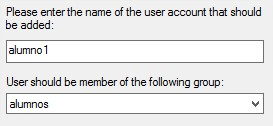 Please enter the name of the user account that should
be added:
alumno1
User should be member of the following group:
alumnos